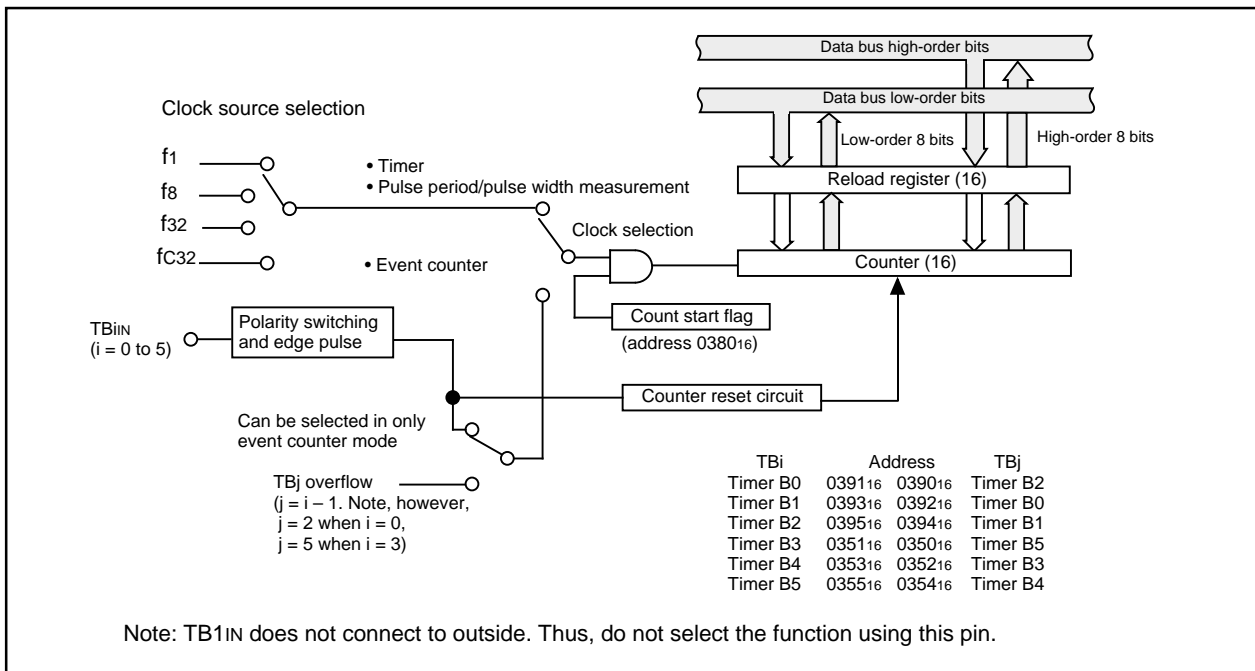 Data bus high-order bits
Data bus low-order bits
Clock source selection
Low-order 8 bits
High-order 8 bits
f1
f8
f32
fC32
• Timer
• Pulse period/pulse width measurement
Reload register (16)
Clock selection
• Event counter
Counter (16)
TBiIN
(i = 0 to 5)
Polarity switching
and edge pulse
Count start flag
(address 038016)
Counter reset circuit
Can be selected in only
event counter mode
TBj overflow
(j = i – 1. Note, however,
j = 2 when i = 0,
j = 5 when i = 3)
TBi Address TBj
Timer B0 039116 039016 Timer B2
Timer B1 039316 039216 Timer B0
Timer B2 039516 039416 Timer B1
Timer B3 035116 035016 Timer B5
Timer B4 035316 035216 Timer B3
Timer B5 035516 035416 Timer B4
Note: TB1IN does not connect to outside. Thus, do not select the function using this pin.